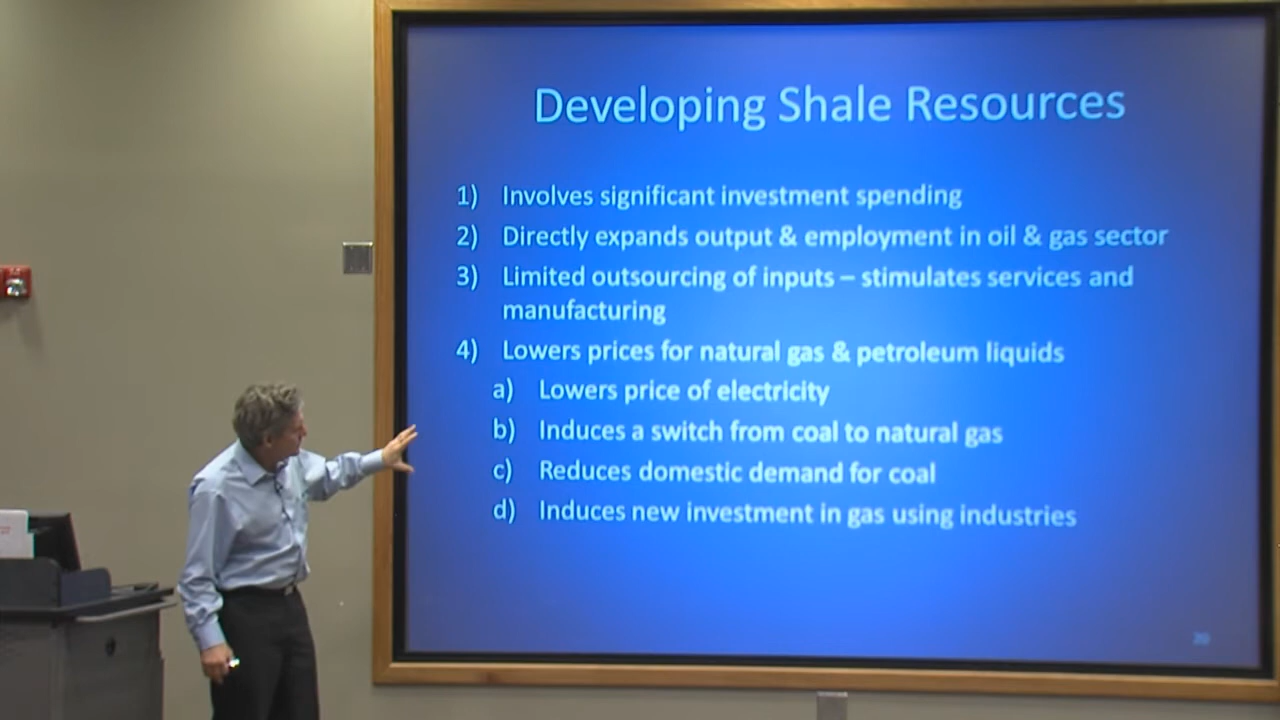 Developing Shale Resources
1) Involves significant investment spending
2) Directly expands output & employment in oil & gas sector
3) Limited outsourcing of inputs – stimulates services and
manufacturing
4) Lowers prices for natural gas & petroleum liquids
a) Lowers price of electricity
b) Induces a switch from coal to natural gas
c) Reduces domestic demand for coal
d) Induces new investment in gas using industries